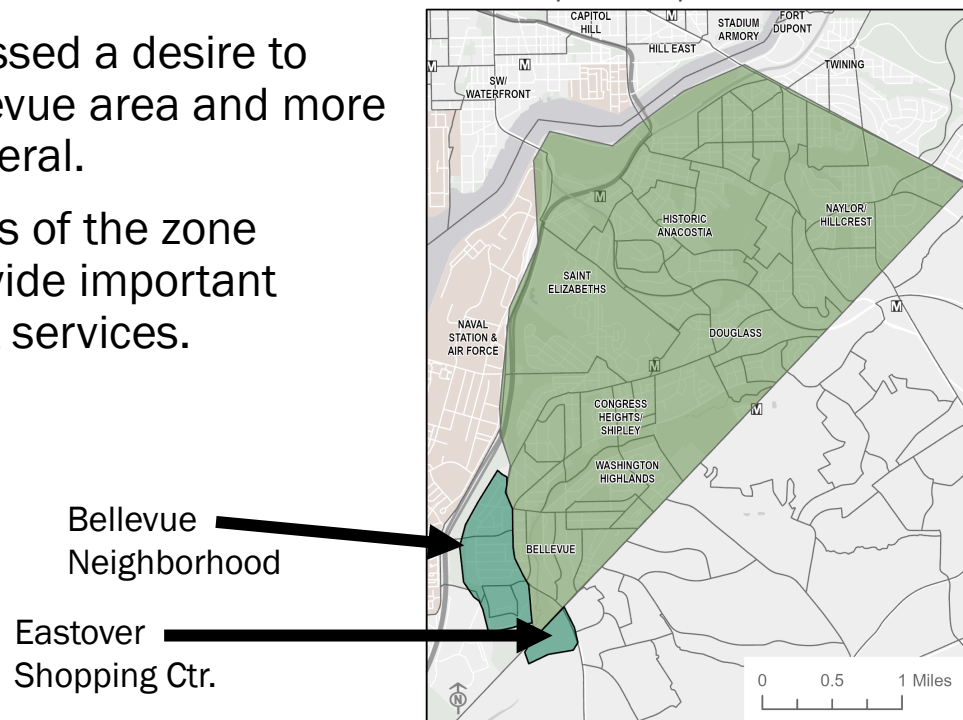 ssed a desire to
evue area and more
eral.
s of the zone
vide important
services.
Bellevue
Neighborhood
Eastover
Shopping Ctr.
CAPITOL
HILL
M
STADIUM
ARMORY
FORT
DUPONT
HILL EAST
M
M
TWINING
SW/
WATERFRONT
M
HISTORIC
ANACOSTIA
NAYLOR/
HILLCREST
SAINT
ELIZABETHS
M
NAVAL
STATION &
AIR FORCE
DOUGLASS
M
M
CONGRESS
HEIGHTS/
SHIPLEY
WASHINGTON
HIGHLANDS
BELLEVUE
N
0 0.5 1 Miles